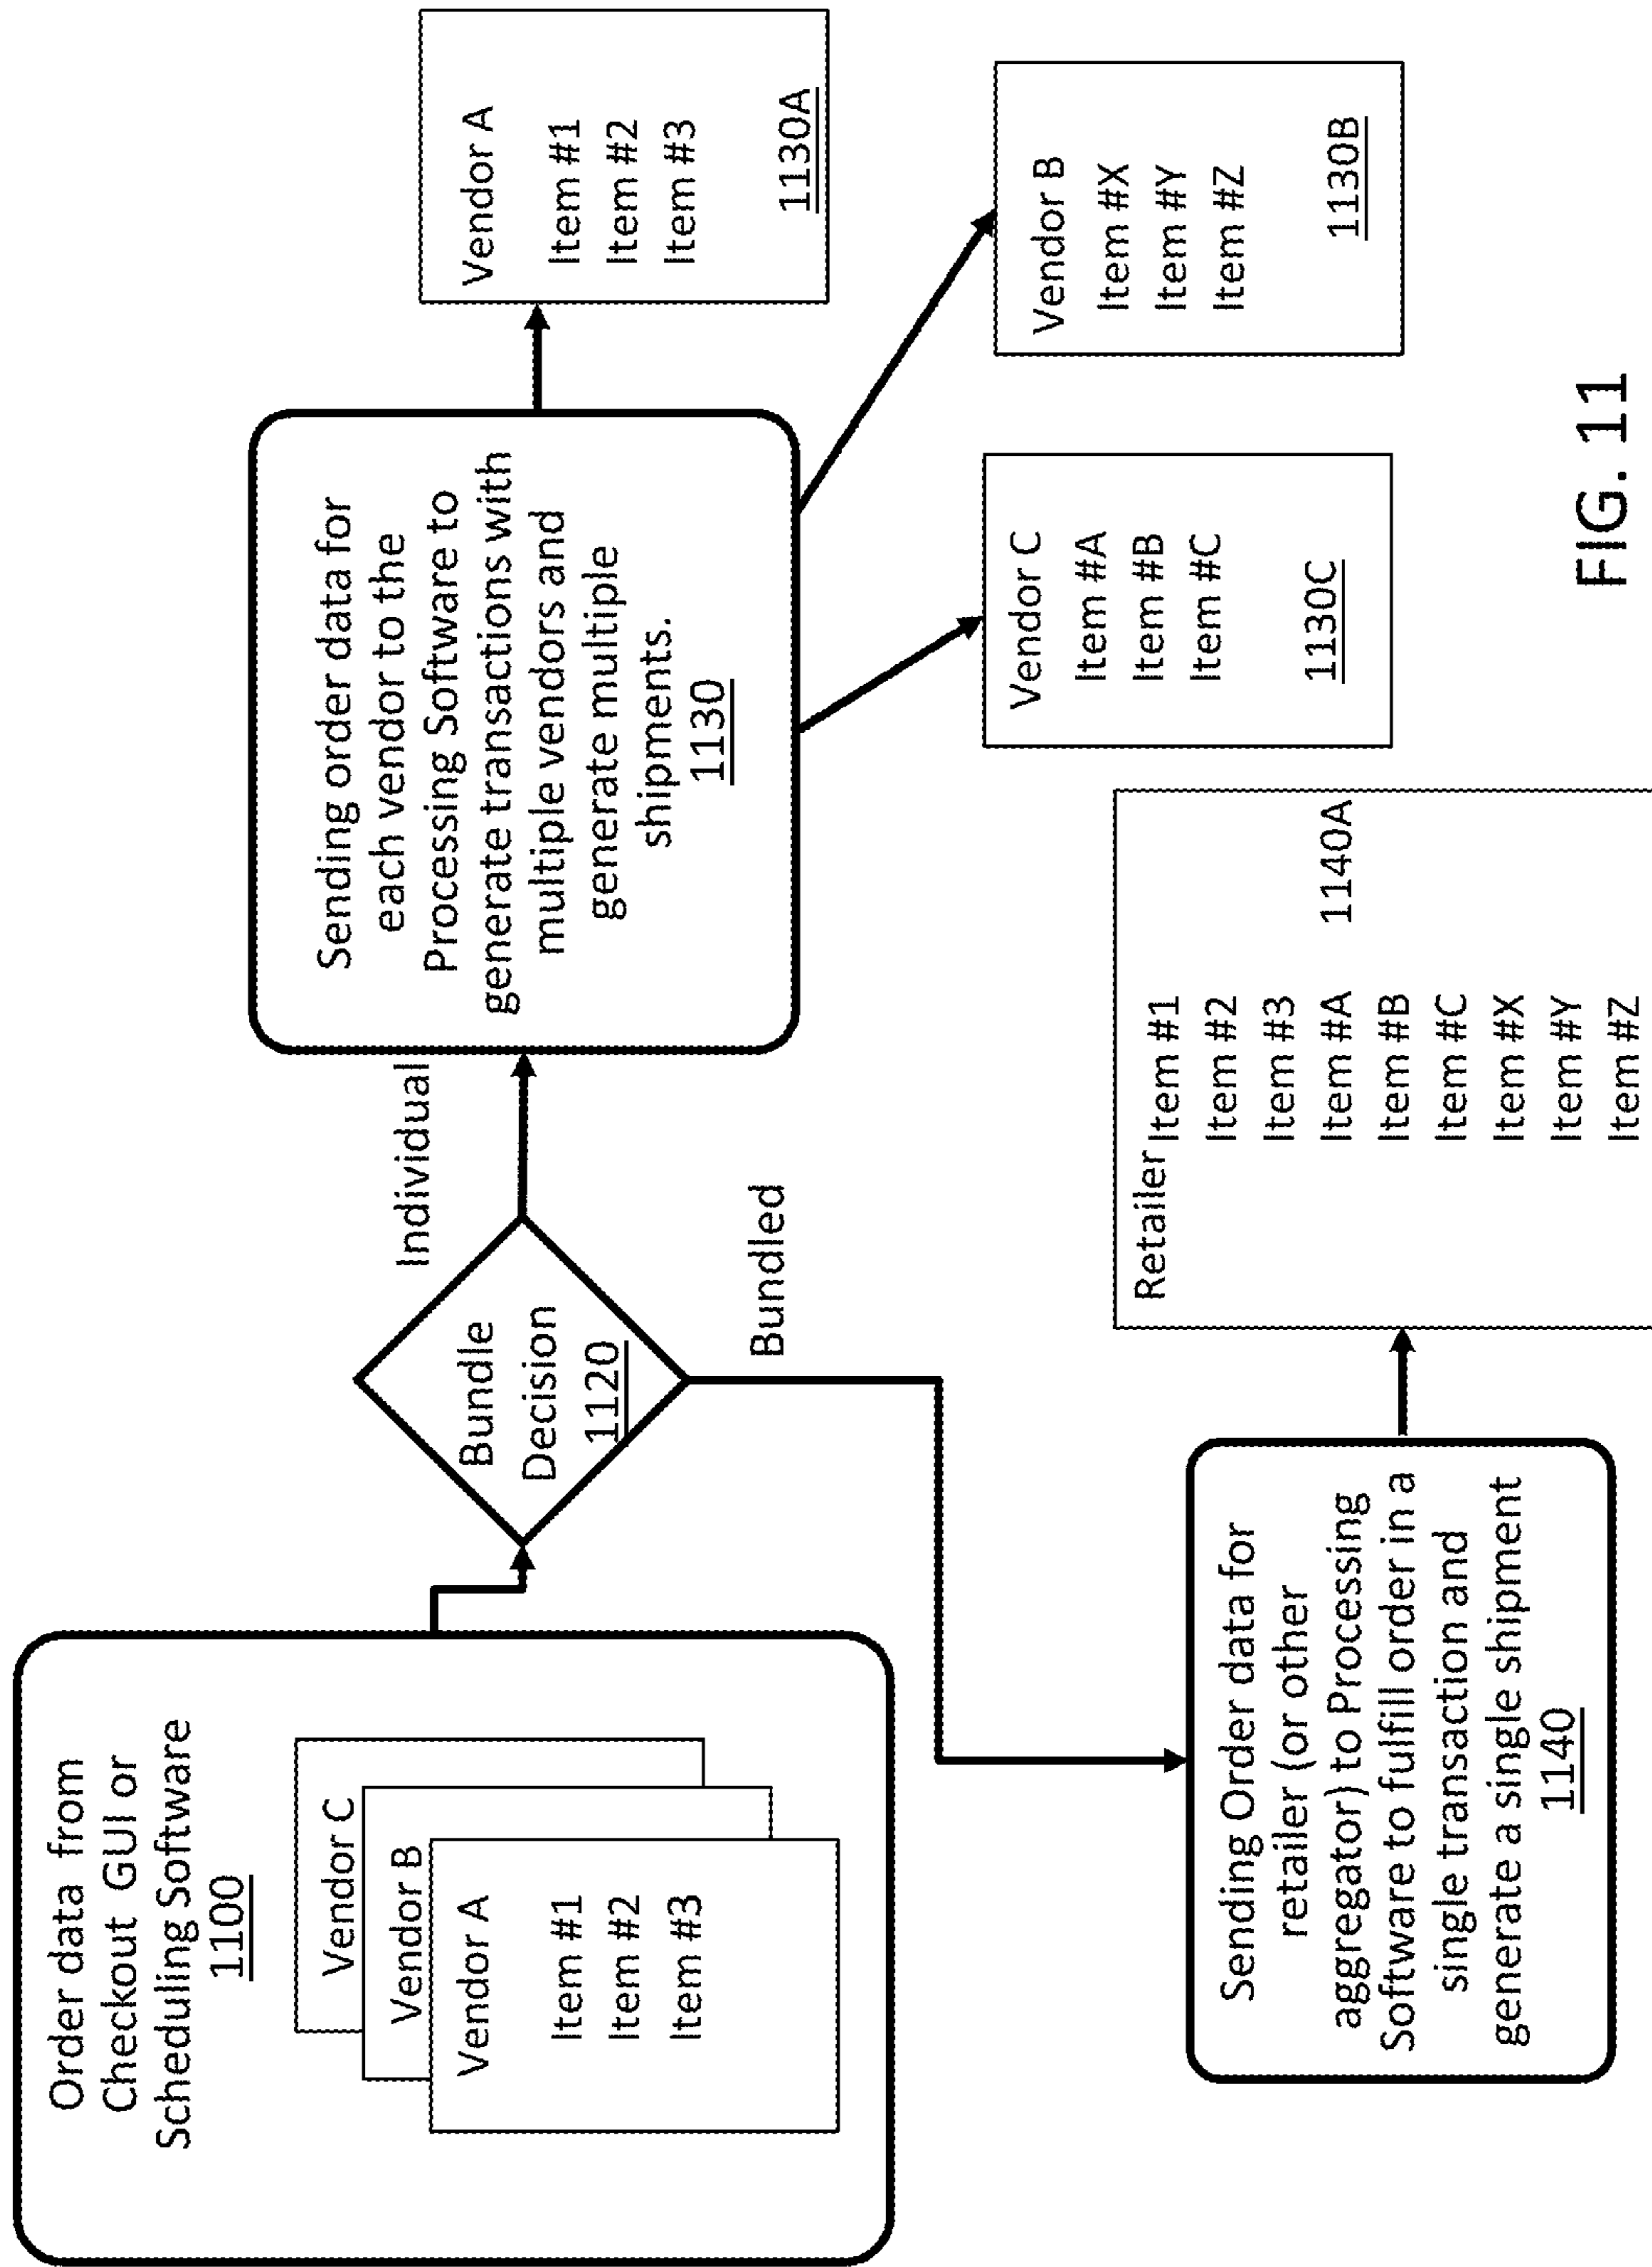 Order data from
Checkout GUI or
Scheduling Software
1100
Vendor C
Vendor B
Vendor A
Item #1
Item #2
Item #3
Bundle
Decision
1120
Individual
Bundled
Sending order data for
each vendor to the
Processing Software to
generate transactions with
multiple vendors and
generate multiple
shipments.
1130
Vendor A
Item #1
Item #2
Item #3
1130A
Vendor B
Item #X
Item #Y
Item #Z
1130B
Vendor C
Item #A
Item #B
Item #C
1130C
Sending Order data for
retailer (or other
aggregator) to Processing
Software to fulfill order in a
single transaction and
generate a single shipment
1140
Retailer Item #1
Item #2
Item #3
Item #A 1140A
Item #B
Item #C
Item #X
Item #Y
Item #Z
FIG. 11